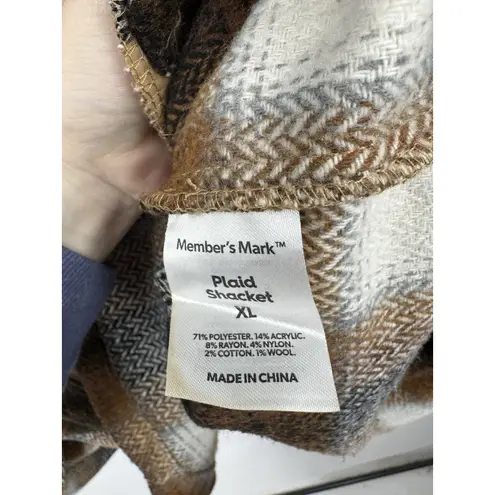 Member's Mark™
Plaid
Shacket
XL
71% POLYESTER, 14% ACRYLIC,
8% RAYON, 4% NYLON,
2% COTTON, 1% WOOL.
MADE IN CHINA